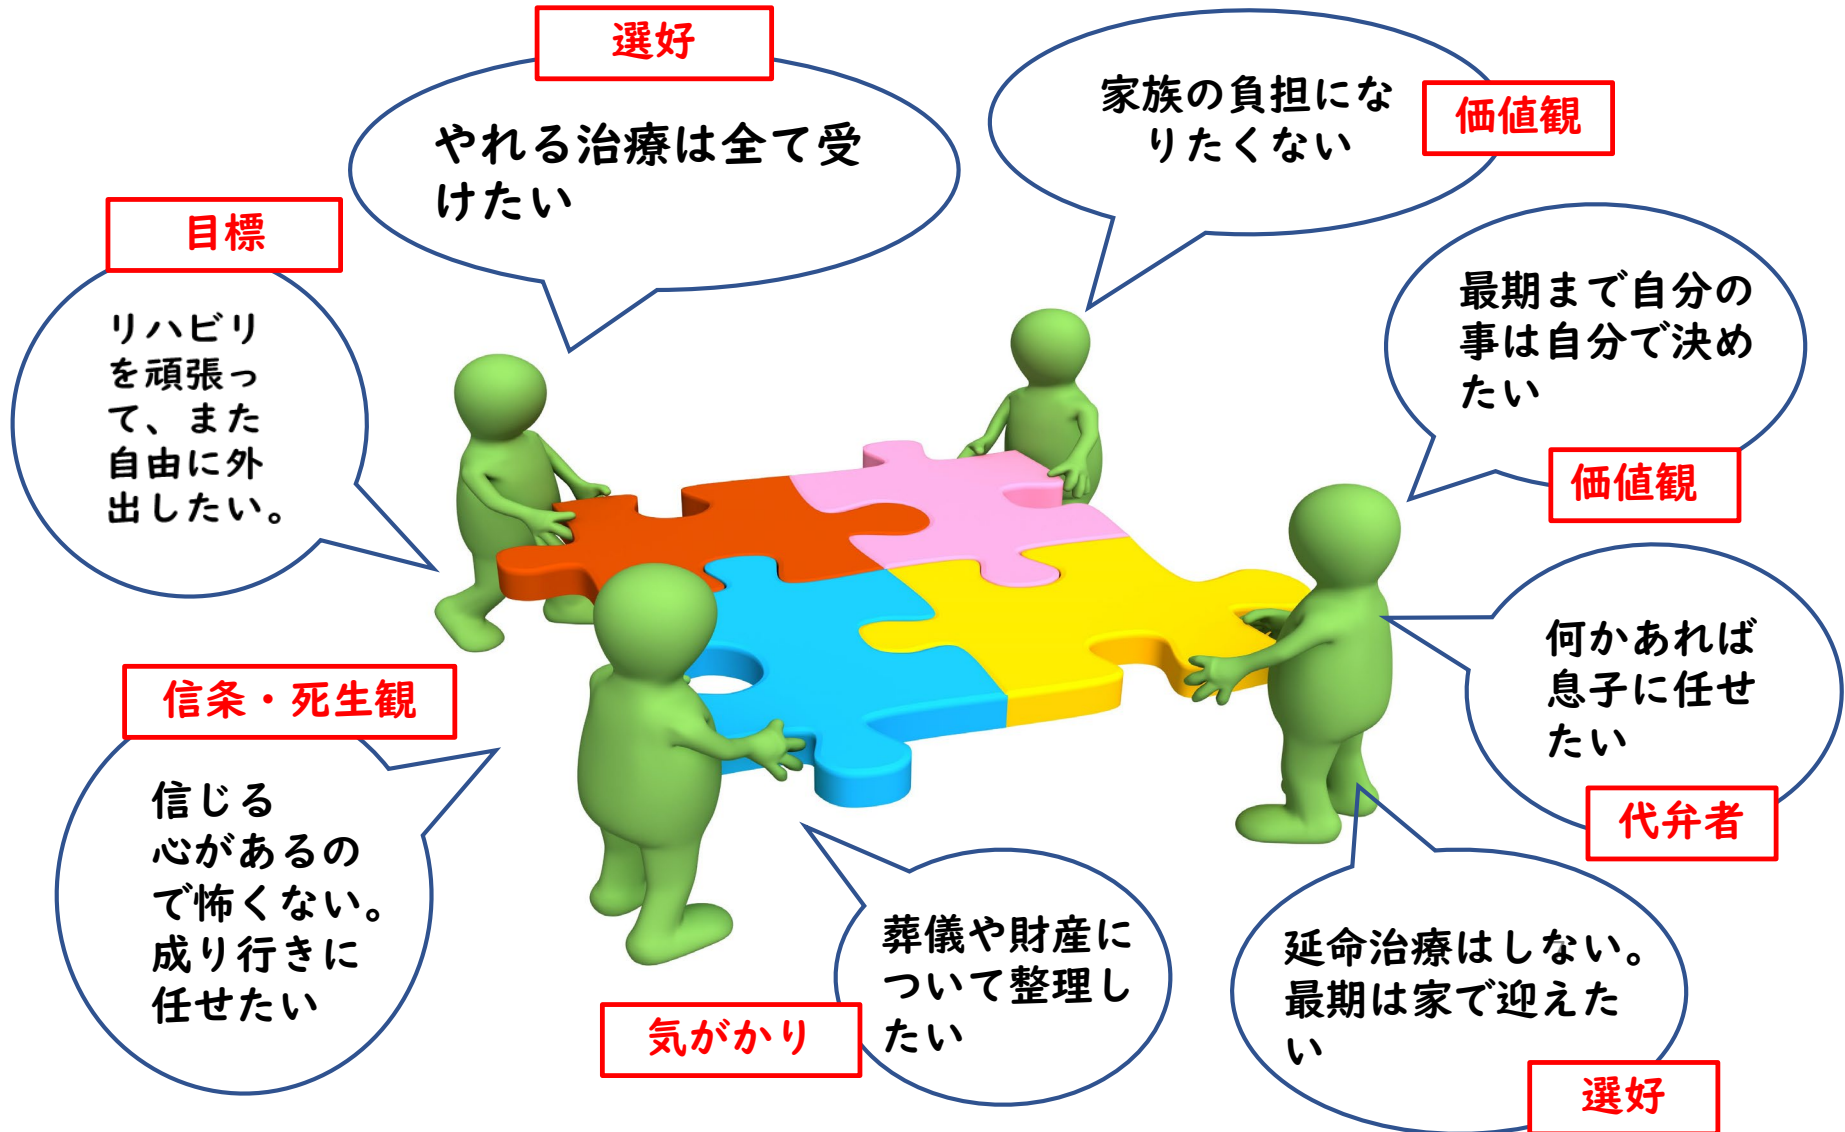 選好
やれる治療は全て受
けたい
家族の負担にな
りたくない
価値観
目標
リハビリ
を頑張っ
て、また
自由に外
出したい。
最期まで自分の
事は自分で決め
たい
価値観
何かあれば
息子に任せ
たい
代弁者
信条・死生観
信じる
心があるの
で怖くない。
成り行きに
任せたい
葬儀や財産に
ついて整理し
たい
気がかり
延命治療はしない。
最期は家で迎えた
い
選好